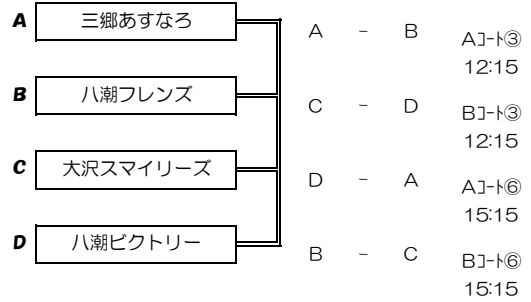 A 三郷あすなろ
B 八潮フレンズ
C 大沢スマイリーズ
D 八潮ビクトリー
A － B Aｺｰﾄ③
12:15
C － D Bｺｰﾄ③
12:15
D － A Aｺｰﾄ⑥
15:15
B － C Bｺｰﾄ⑥
15:15